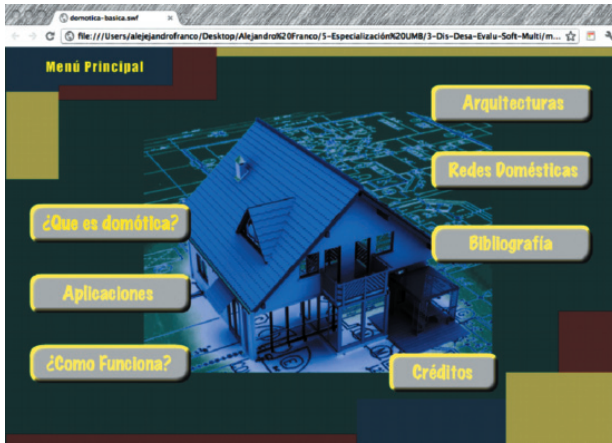 domotica-basica.swf
file:///Users/alejejandrofranco/Desktop/Alejandro%20Franco/5-Especialización%20UMB/3-Dis-Desa-Evalu-Soft-Multi/m...
Menú Principal
Arquitecturas
Redes Domésticas
¿Que es domótica?
Bibliografía
Aplicaciones
¿Como Funciona?
Créditos